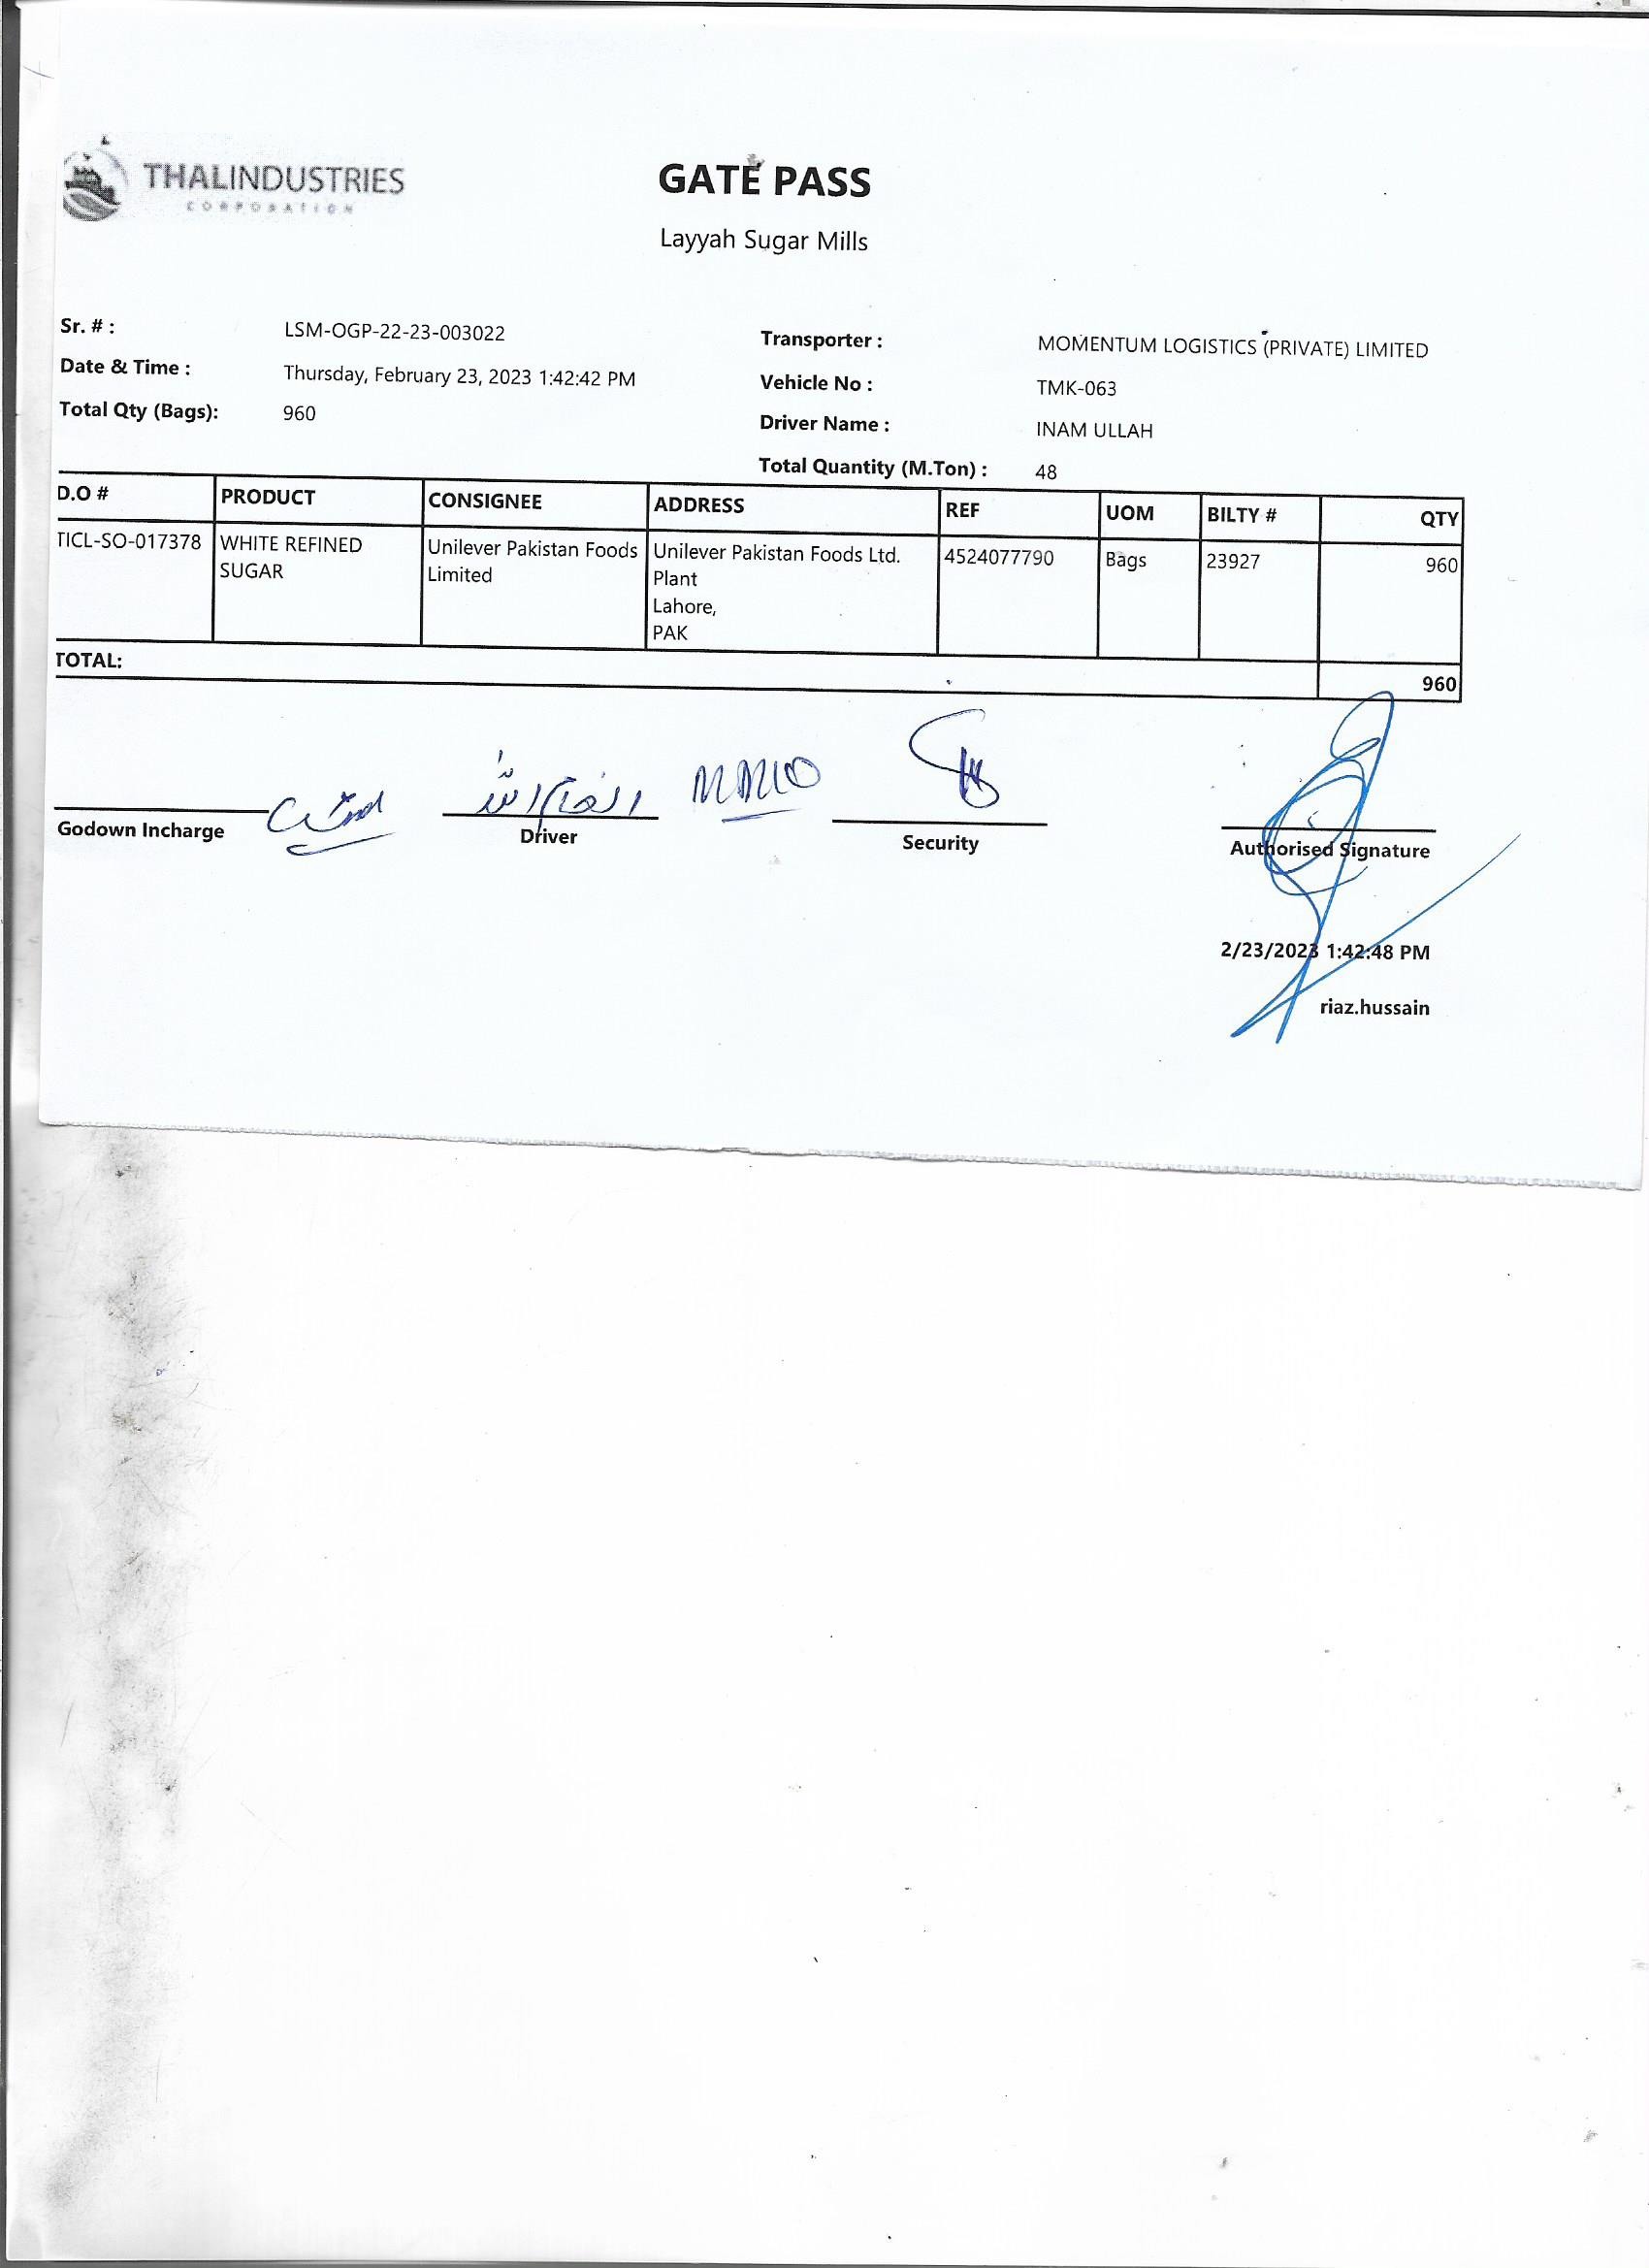 THALINDUSTRIES
CORPORATION
GATE PASS
Layyah Sugar Mills
Sr. # : LSM-OGP-22-23-003022
Date & Time : Thursday, February 23, 2023 1:42:42 PM
Total Qty (Bags): 960
Transporter : MOMENTUM LOGISTICS (PRIVATE) LIMITED
Vehicle No : TMK-063
Driver Name : INAM ULLAH
Total Quantity (M.Ton) : 48
D.O # PRODUCT CONSIGNEE ADDRESS REF UOM BILTY # QTY
TICL-SO-017378 WHITE REFINED Unilever Pakistan Foods Unilever Pakistan Foods Ltd. 4524077790 Bags 23927 960
SUGAR Limited Plant
Lahore,
PAK
TOTAL: 960
Godown Incharge Driver Security Authorised Signature
2/23/2023 1:42:48 PM
riaz.hussain